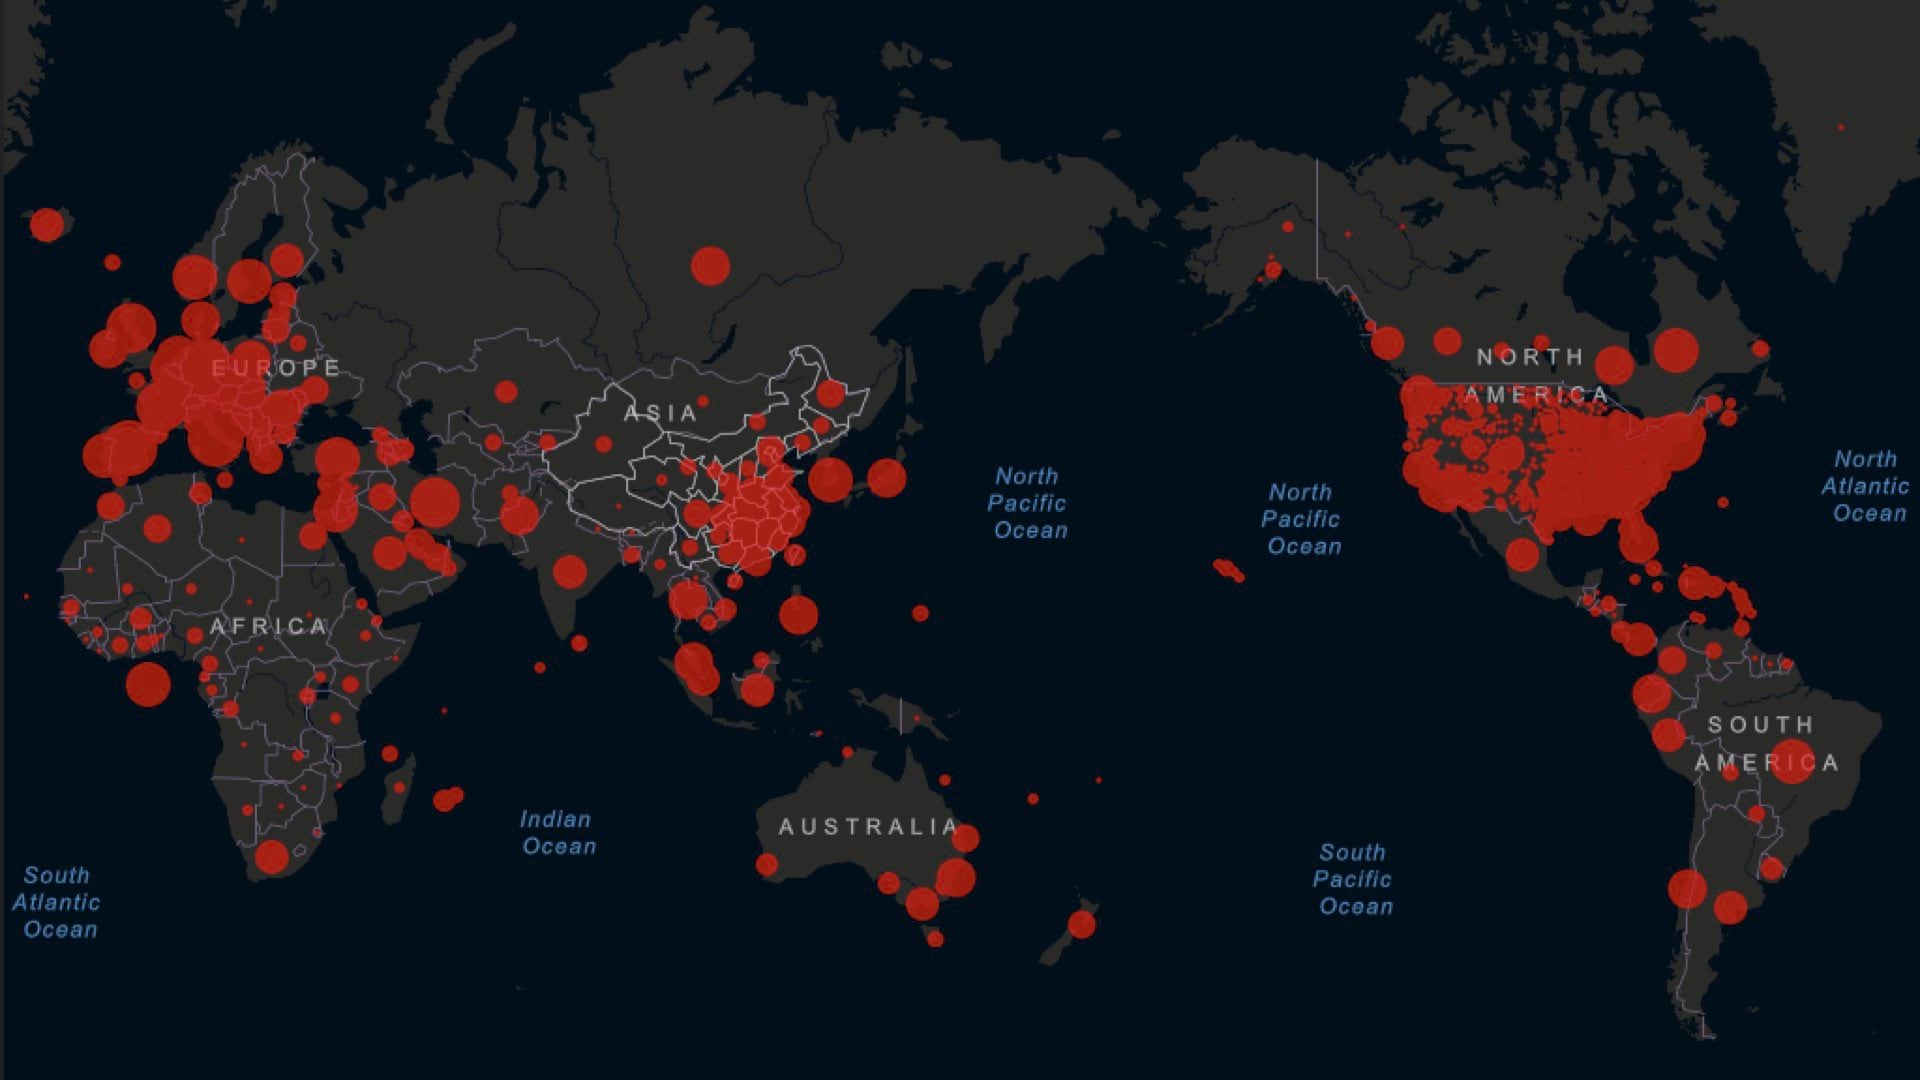 EUROPE
ASIA
NORTH
AMERICA
North
Pacific
Ocean
North
Pacific
Ocean
North
Atlantic
Ocean
AFRICA
SOUTH
AMERICA
Indian
Ocean
AUSTRALIA
South
Atlantic
Ocean
South
Pacific
Ocean